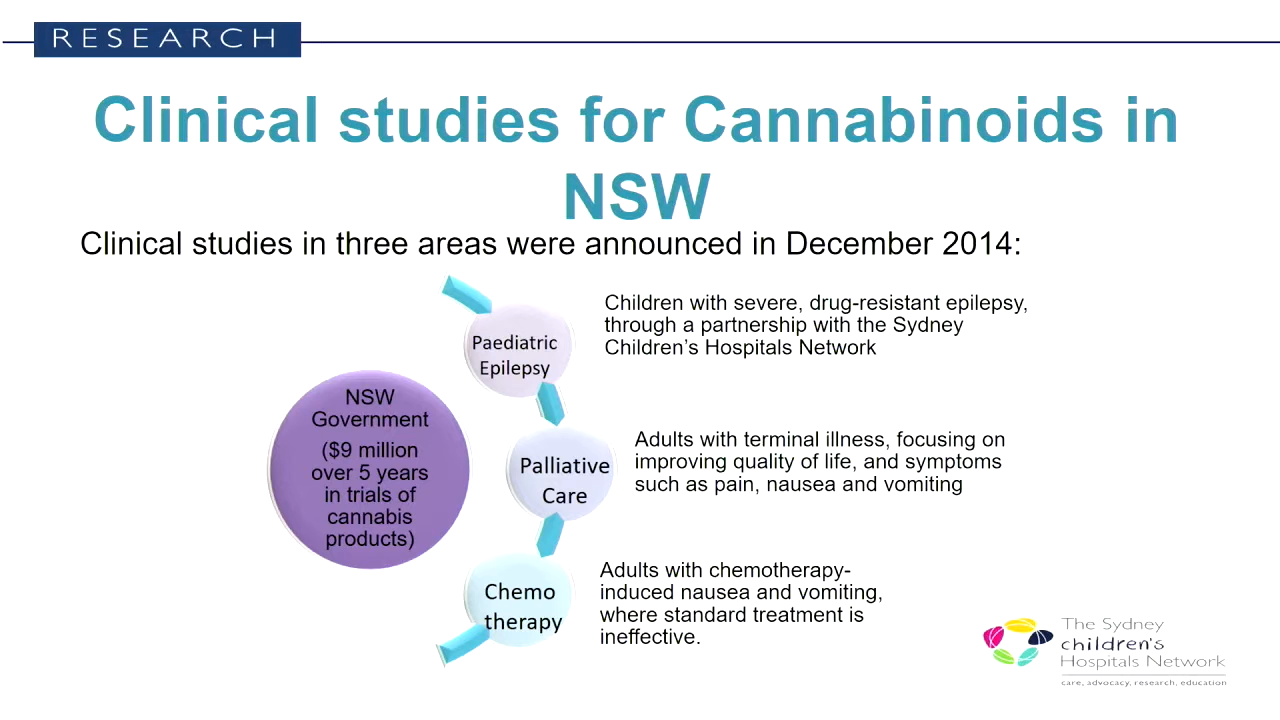 RESEARCH
Clinical studies for Cannabinoids in
NSW
Clinical studies in three areas were announced in December 2014:
NSW
Government
($9 million
over 5 years
in trials of
cannabis
products)
Paediatric
Epilepsy
Children with severe, drug-resistant epilepsy,
through a partnership with the Sydney
Children’s Hospitals Network
Palliative
Care
Adults with terminal illness, focusing on
improving quality of life, and symptoms
such as pain, nausea and vomiting
Chemo
therapy
Adults with chemotherapy-
induced nausea and vomiting,
where standard treatment is
ineffective.
The Sydney
children's
Hospitals Network
care, advocacy, research, education